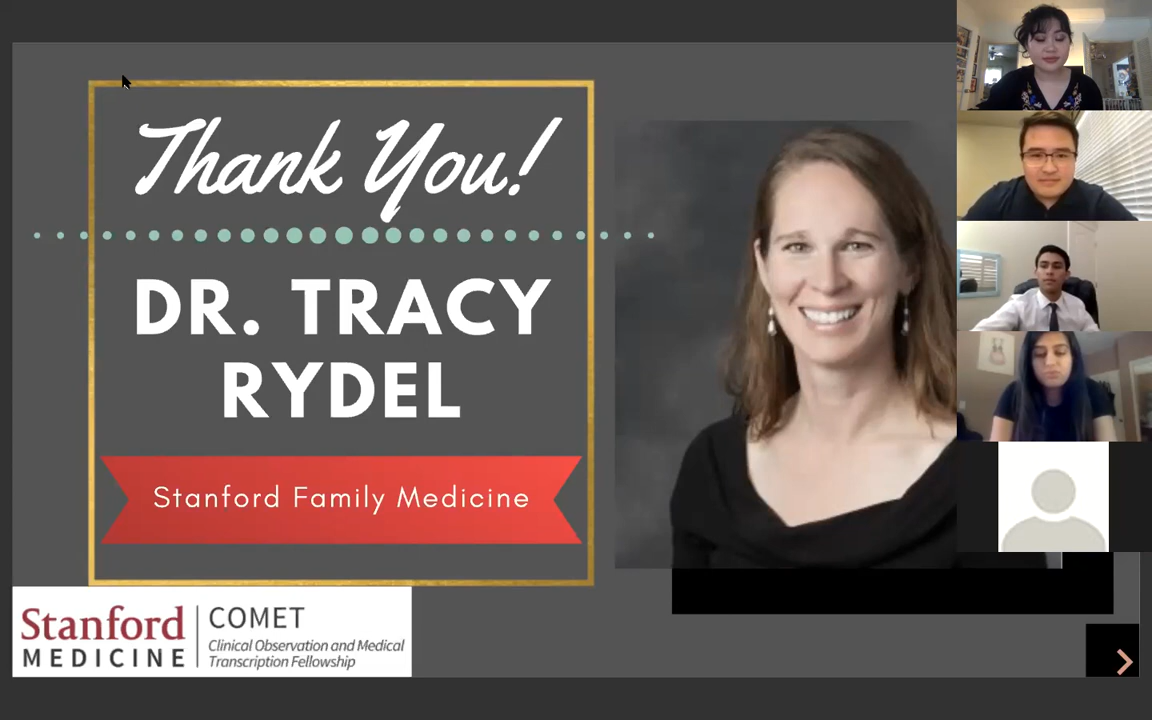 Thank You!
DR. TRACY
RYDEL
Stanford Family Medicine
Stanford
MEDICINE
COMET
Clinical Observation and Medical
Transcription Fellowship